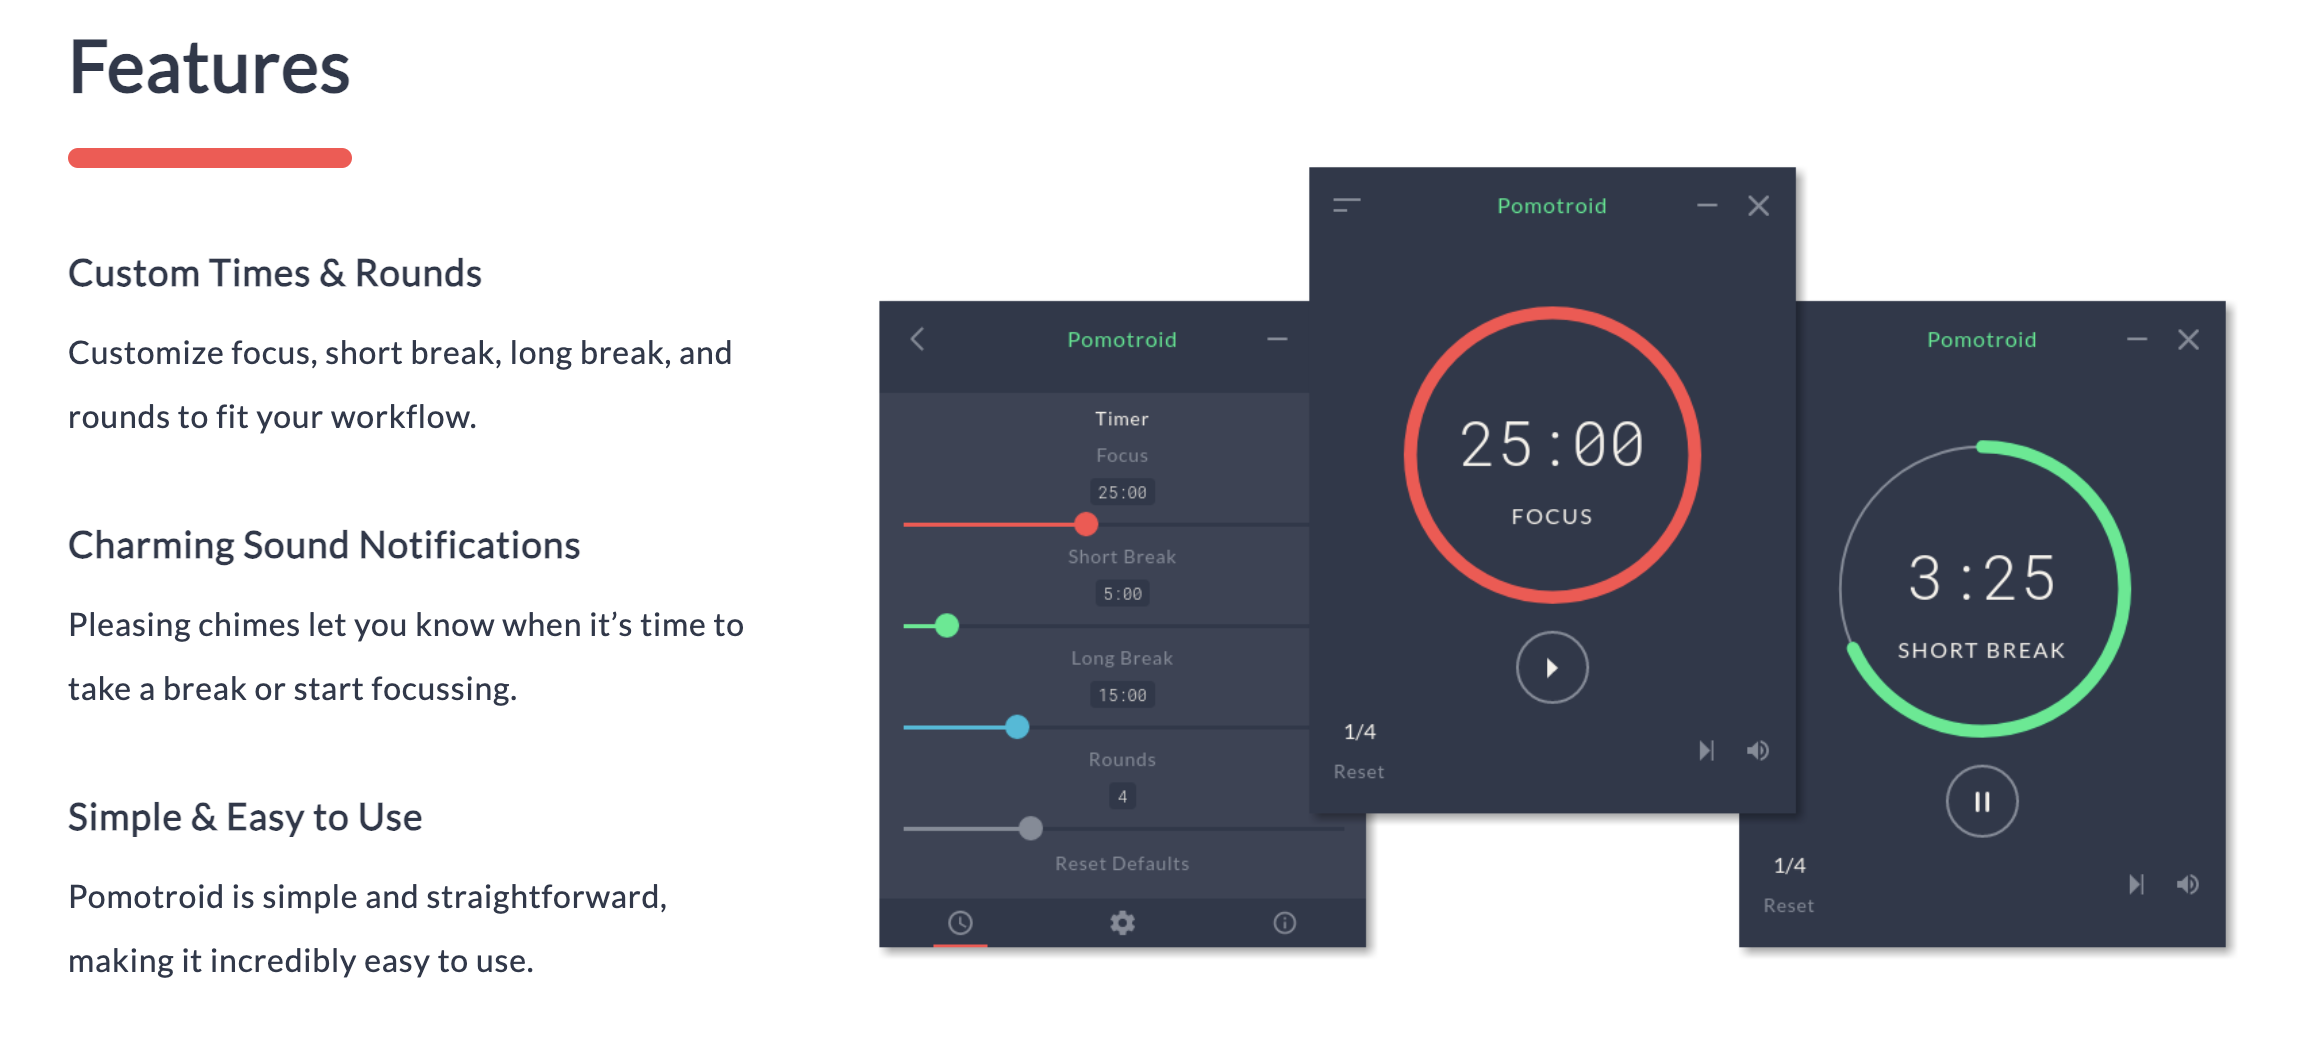 Features
Custom Times & Rounds
Customize focus, short break, long break, and
rounds to fit your workflow.
Charming Sound Notifications
Pleasing chimes let you know when it’s time to
take a break or start focussing.
Simple & Easy to Use
Pomotroid is simple and straightforward,
making it incredibly easy to use.
Pomotroid
Timer
Focus
25:00
Short Break
5:00
Long Break
15:00
Rounds
4
Reset Defaults
Pomotroid
25:00
FOCUS
1/4
Reset
Pomotroid
3:25
SHORT BREAK
1/4
Reset